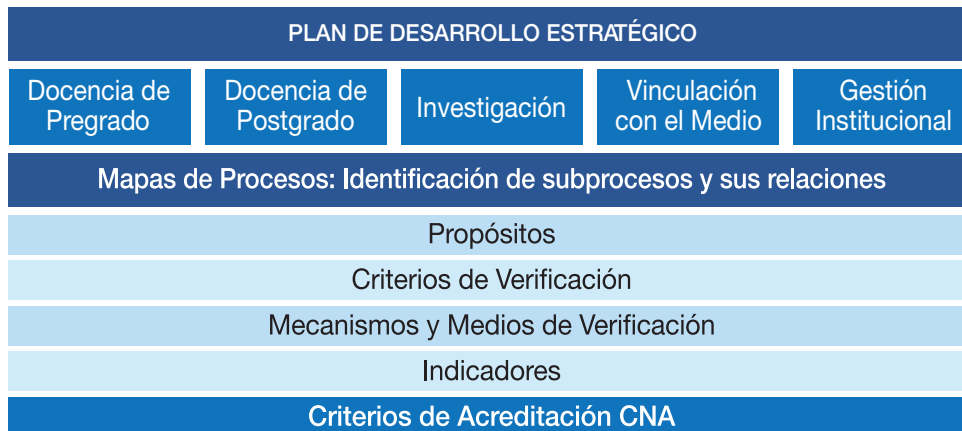 PLAN DE DESARROLLO ESTRATÉGICO
Docencia de
Pregrado
Docencia de
Postgrado
Investigación
Vinculación
con el Medio
Gestión
Institucional
Mapas de Procesos: Identificación de subprocesos y sus relaciones
Propósitos
Criterios de Verificación
Mecanismos y Medios de Verificación
Indicadores
Criterios de Acreditación CNA